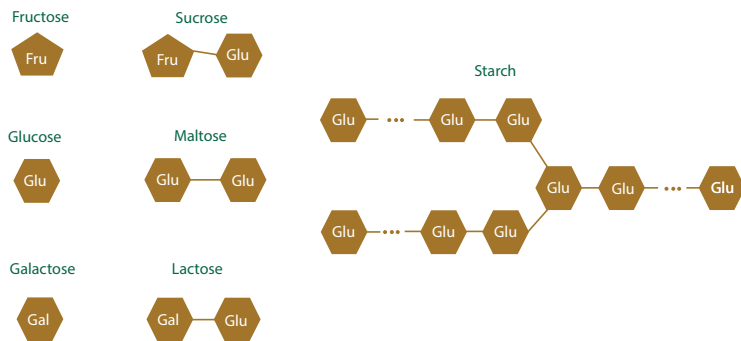 Fructose
Fru
Sucrose
Fru Glu
Glucose
Glu
Maltose
Glu Glu
Galactose
Gal
Lactose
Gal Glu
Starch
Glu ... Glu Glu
Glu Glu ... Glu
Glu ... Glu Glu